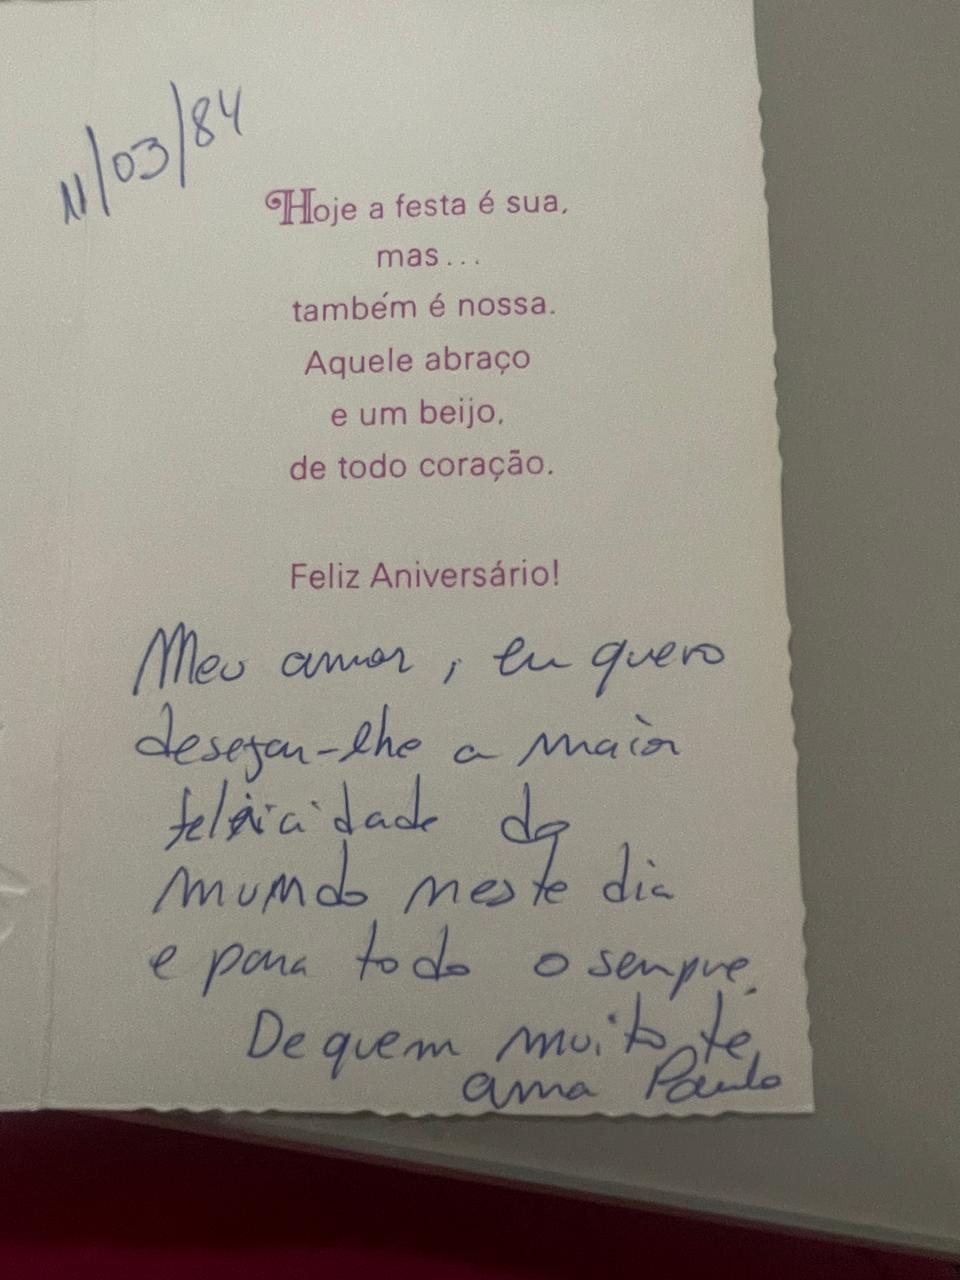 11/03/84
Hoje a festa é sua,
mas...
também é nossa.
Aquele abraço
e um beijo,
de todo coração.
Feliz Aniversário!
Meu amor, eu quero
desejar-lhe a maior
felicidade do
mundo neste dia
e para todo o sempre.
De quem muito te
ama Paulo